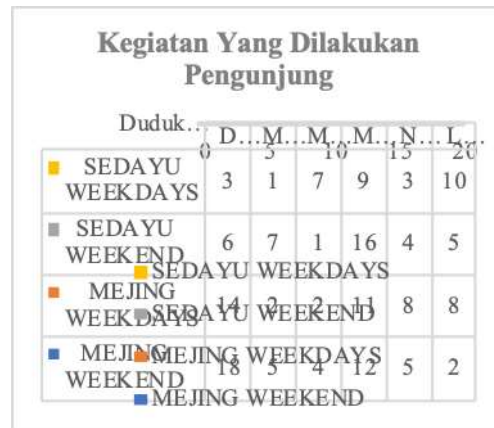 Kegiatan Yang Dilakukan
Pengunjung
Duduk…
D… M… M… M… N… L…
0 5 10 15 20
SEDAYU WEEKDAYS 3 1 7 9 3 10
SEDAYU WEEKEND 6 7 1 16 4 5
MEJING WEEKDAYS 14 2 2 11 8 8
MEJING WEEKEND 18 5 4 12 5 2
SEDAYU WEEKDAYS
SEDAYU WEEKEND
MEJING WEEKDAYS
MEJING WEEKEND